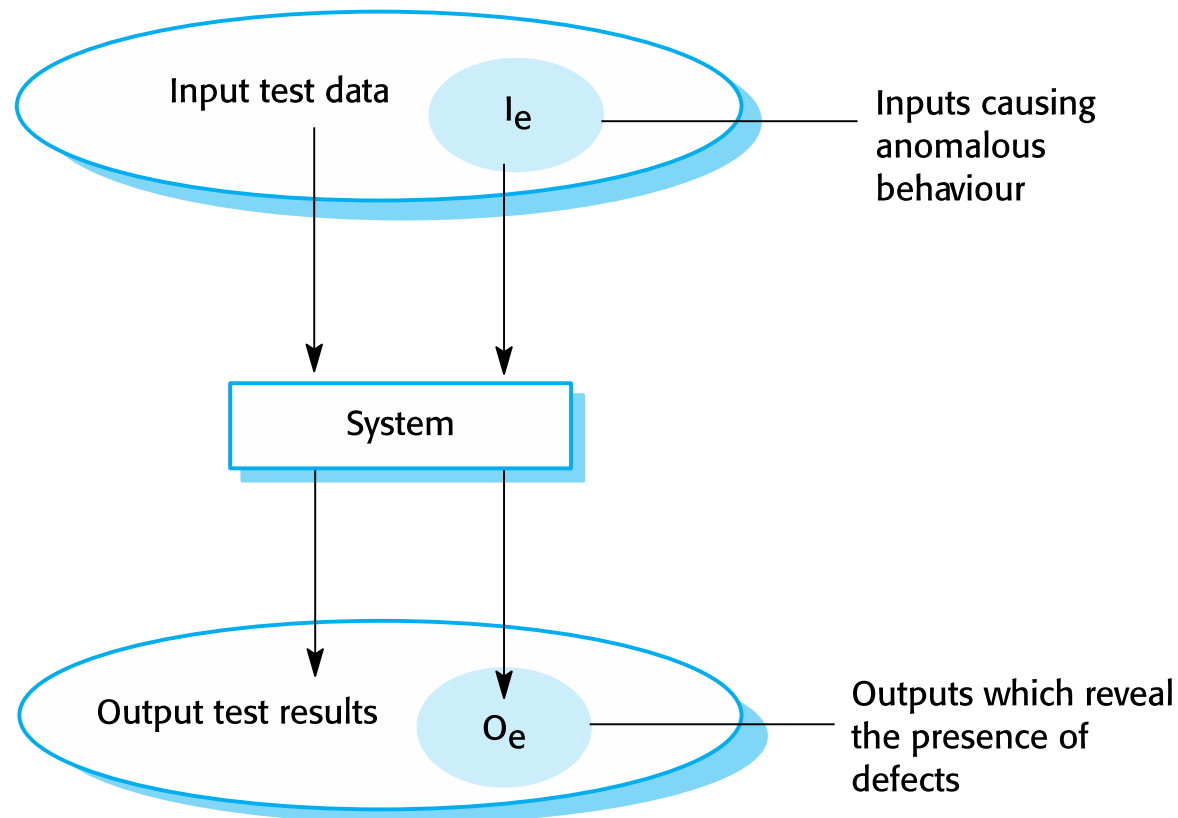 Input test data
Ie
Inputs causing
anomalous
behaviour
System
Output test results
Oe
Outputs which reveal
the presence of
defects